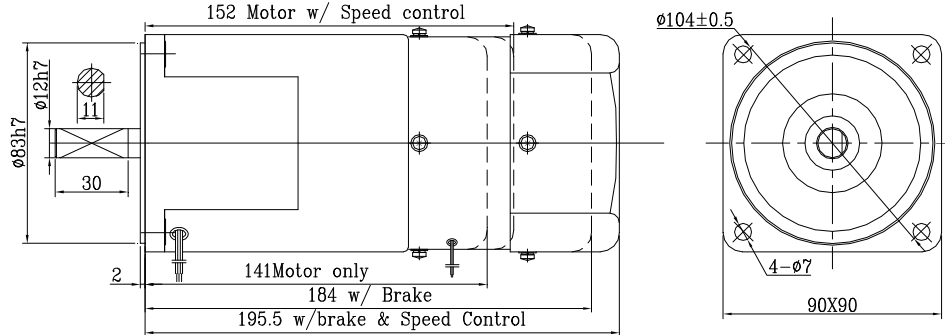 152 Motor w/ Speed control
ø104±0.5
ø12h7
11
ø83h7
30
2
141Motor only
4-ø7
184 w/ Brake
90X90
195.5 w/brake & Speed Control